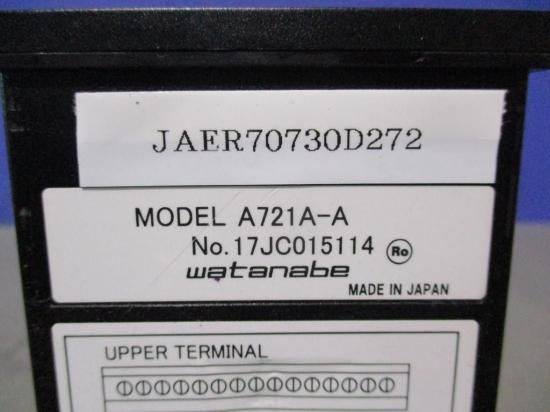 JAER70730D272
MODEL A721A-A
No.17JC015114 Ro
watanabe
MADE IN JAPAN
UPPER TERMINAL